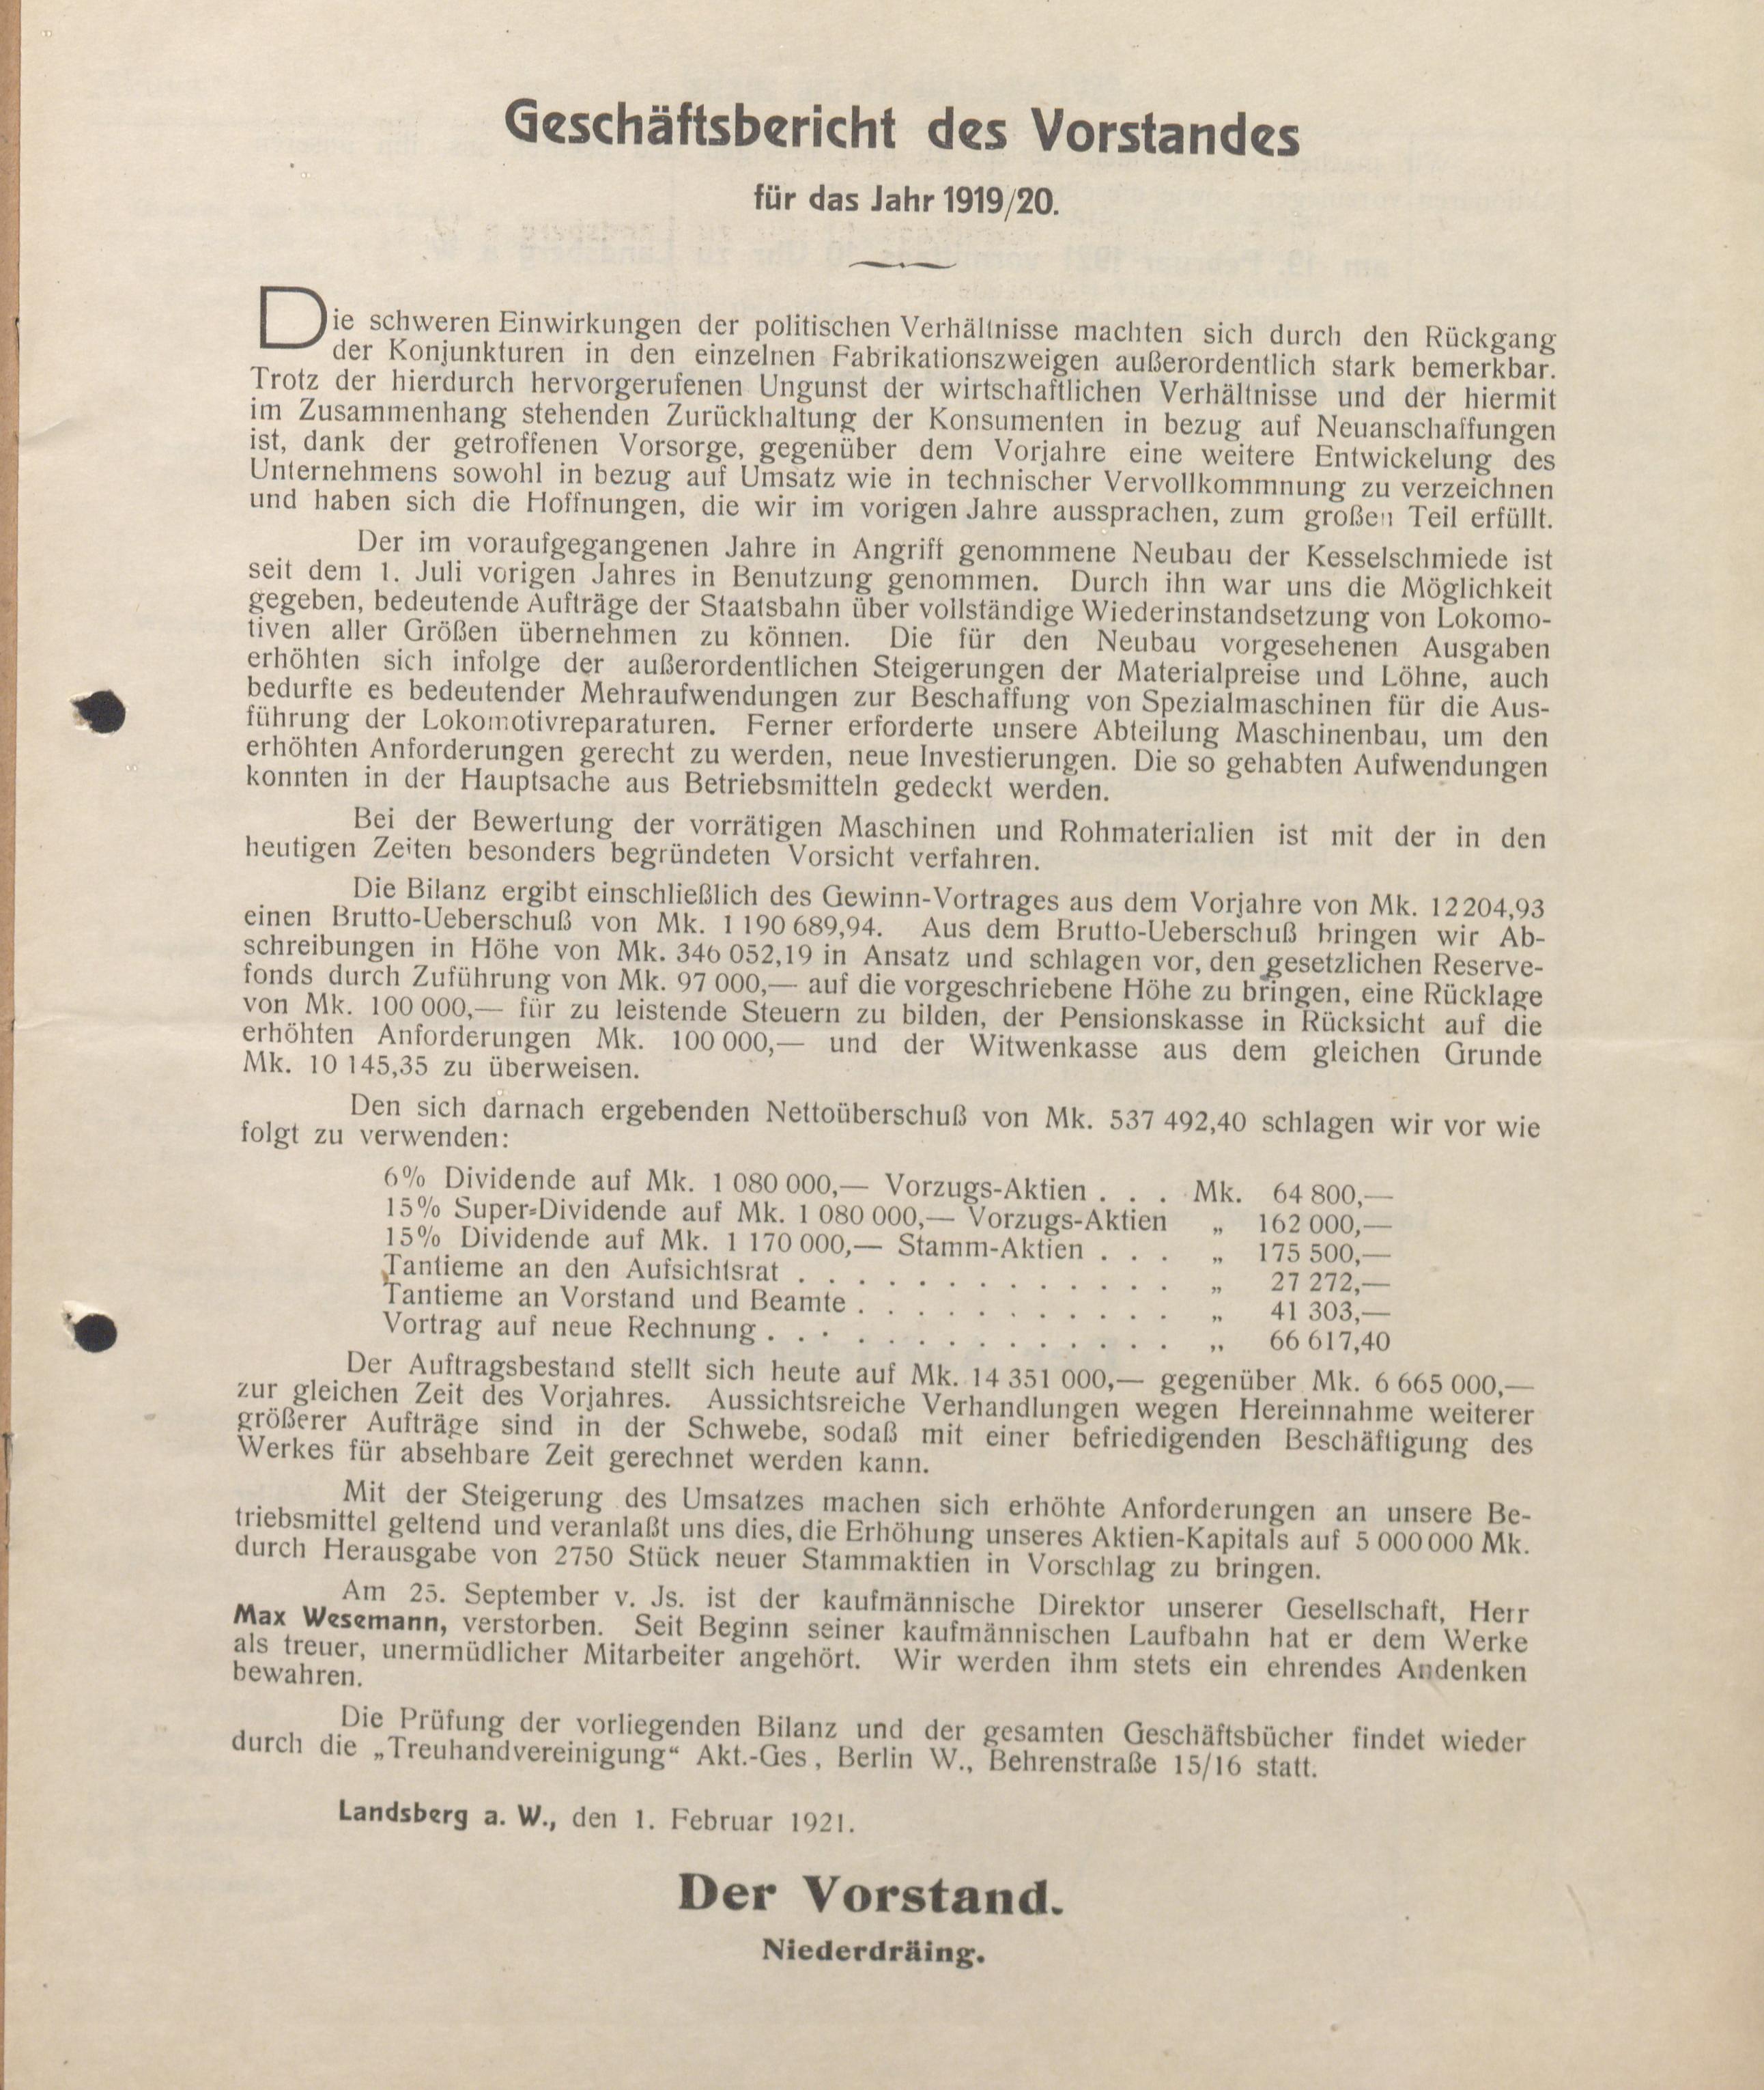 Geschäftsbericht des Vorstandes
für das Jahr 1919/20.
Die schweren Einwirkungen der politischen Verhältnisse machten sich durch den Rückgang
der Konjunkturen in den einzelnen Fabrikationszweigen außerordentlich stark bemerkbar.
Trotz der hierdurch hervorgerufenen Ungunst der wirtschaftlichen Verhältnisse und der hiermit
im Zusammenhang stehenden Zurückhaltung der Konsumenten in bezug auf Neuanschaffungen
ist, dank der getroffenen Vorsorge, gegenüber dem Vorjahre eine weitere Entwickelung des
Unternehmens sowohl in bezug auf Umsatz wie in technischer Vervollkommnung zu verzeichnen
und haben sich die Hoffnungen, die wir im vorigen Jahre aussprachen, zum großen Teil erfüllt.
Der im voraufgegangenen Jahre in Angriff genommene Neubau der Kesselschmiede ist
seit dem 1. Juli vorigen Jahres in Benutzung genommen. Durch ihn war uns die Möglichkeit
gegeben, bedeutende Aufträge der Staatsbahn über vollständige Wiederinstandsetzung von Lokomo-
tiven aller Größen übernehmen zu können. Die für den Neubau vorgesehenen Ausgaben
erhöhten sich infolge der außerordentlichen Steigerungen der Materialpreise und Löhne, auch
bedurfte es bedeutender Mehraufwendungen zur Beschaffung von Spezialmaschinen für die Aus-
führung der Lokomotivreparaturen. Ferner erforderte unsere Abteilung Maschinenbau, um den
erhöhten Anforderungen gerecht zu werden, neue Investierungen. Die so gehabten Aufwendungen
konnten in der Hauptsache aus Betriebsmitteln gedeckt werden.
Bei der Bewertung der vorrätigen Maschinen und Rohmaterialien ist mit der in den
heutigen Zeiten besonders begründeten Vorsicht verfahren.
Die Bilanz ergibt einschließlich des Gewinn-Vortrages aus dem Vorjahre von Mk. 12 204,93
einen Brutto-Ueberschuß von Mk. 1 190 689,94. Aus dem Brutto-Ueberschuß bringen wir Ab-
schreibungen in Höhe von Mk. 346 052,19 in Ansatz und schlagen vor, den gesetzlichen Reserve-
fonds durch Zuführung von Mk. 97 000,— auf die vorgeschriebene Höhe zu bringen, eine Rücklage
von Mk. 100 000,— für zu leistende Steuern zu bilden, der Pensionskasse in Rücksicht auf die
erhöhten Anforderungen Mk. 100 000,— und der Witwenkasse aus dem gleichen Grunde
Mk. 10 145,35 zu überweisen.
Den sich darnach ergebenden Nettoüberschuß von Mk. 537 492,40 schlagen wir vor wie
folgt zu verwenden:
6% Dividende auf Mk. 1 080 000,— Vorzugs-Aktien . . . Mk. 64 800,—
15% Super-Dividende auf Mk. 1 080 000,— Vorzugs-Aktien „ 162 000,—
15% Dividende auf Mk. 1 170 000,— Stamm-Aktien . . . „ 175 500,—
Tantieme an den Aufsichtsrat . . . . . . . . . . . . . „ 27 272,—
Tantieme an Vorstand und Beamte . . . . . . . . . . . „ 41 303,—
Vortrag auf neue Rechnung . . . . . . . . . . . . . . „ 66 617,40
Der Auftragsbestand stellt sich heute auf Mk. 14 351 000,— gegenüber Mk. 6 665 000,—
zur gleichen Zeit des Vorjahres. Aussichtsreiche Verhandlungen wegen Hereinnahme weiterer
größerer Aufträge sind in der Schwebe, sodaß mit einer befriedigenden Beschäftigung des
Werkes für absehbare Zeit gerechnet werden kann.
Mit der Steigerung des Umsatzes machen sich erhöhte Anforderungen an unsere Be-
triebsmittel geltend und veranlaßt uns dies, die Erhöhung unseres Aktien-Kapitals auf 5 000 000 Mk.
durch Herausgabe von 2750 Stück neuer Stammaktien in Vorschlag zu bringen.
Am 25. September v. Js. ist der kaufmännische Direktor unserer Gesellschaft, Herr
Max Wesemann, verstorben. Seit Beginn seiner kaufmännischen Laufbahn hat er dem Werke
als treuer, unermüdlicher Mitarbeiter angehört. Wir werden ihm stets ein ehrendes Andenken
bewahren.
Die Prüfung der vorliegenden Bilanz und der gesamten Geschäftsbücher findet wieder
durch die „Treuhandvereinigung“ Akt.-Ges, Berlin W., Behrenstraße 15/16 statt.
Landsberg a. W., den 1. Februar 1921.
Der Vorstand.
Niederdräing.